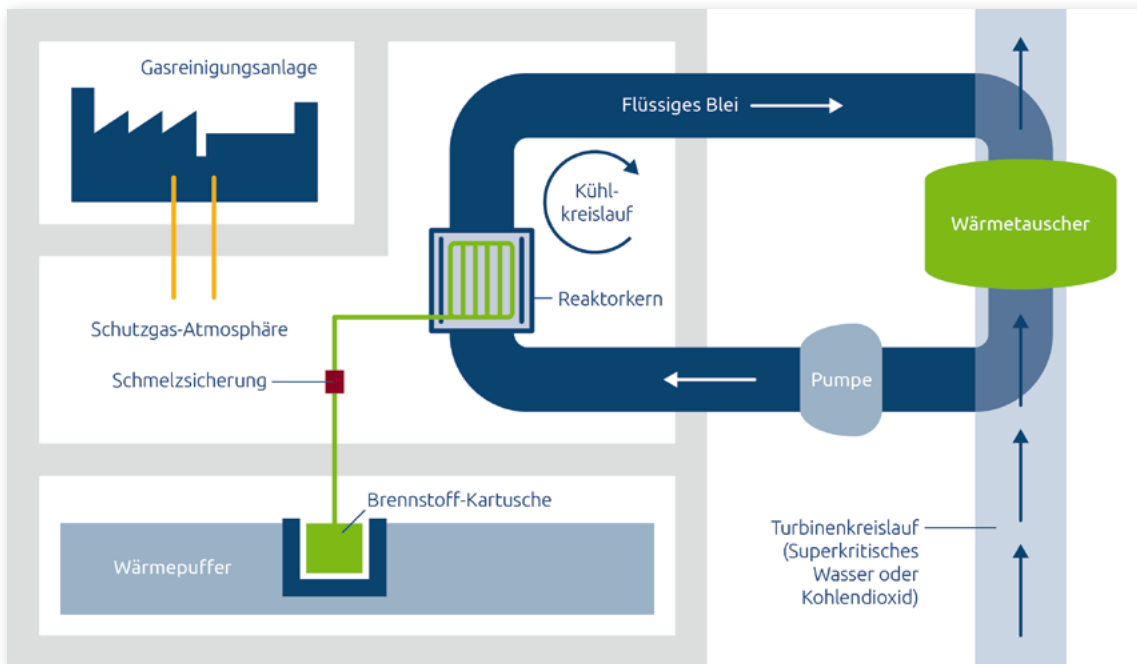 Gasreinigungsanlage
Flüssiges Blei
Kühl-
kreislauf
Wärmetauscher
Reaktorkern
Schutzgas-Atmosphäre
Schmelzsicherung
Pumpe
Brennstoff-Kartusche
Wärmepuffer
Turbinenkreislauf
(Superkritisches
Wasser oder
Kohlendioxid)